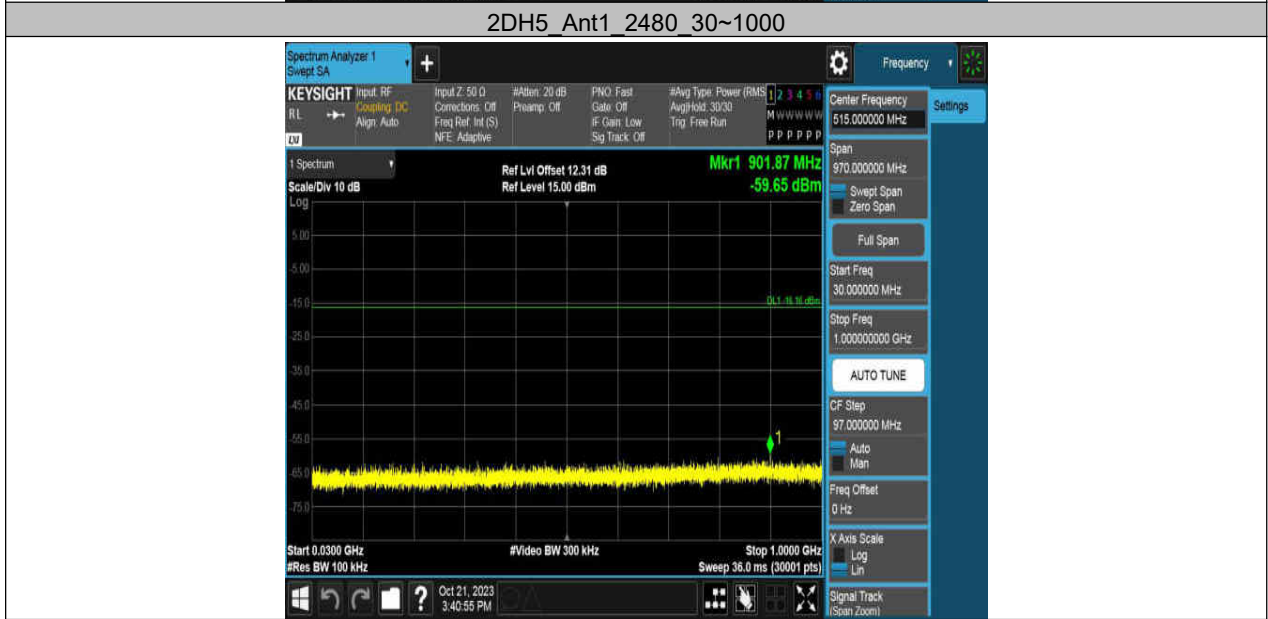 2DH5_Ant1_2480_30~1000
Spectrum Analyzer 1
Swept SA
+
Frequency
KEYSIGHT
RL
LXI
Input: RF
Coupling: DC
Align: Auto
Input Z: 50 Ω
Corrections: Off
Freq Ref: Int (S)
NFE: Adaptive
#Atten: 20 dB
Preamp: Off
PNO: Fast
Gate: Off
IF Gain: Low
Sig Track: Off
#Avg Type: Power (RMS
Avg|Hold: 30/30
Trig: Free Run
1 2 3 4 5 6
M W W W W W
P P P P P P
Center Frequency
515.000000 MHz
Settings
1 Spectrum
Scale/Div 10 dB
Log
Ref Lvl Offset 12.31 dB
Ref Level 15.00 dBm
Mkr1 901.87 MHz
-59.65 dBm
Span
970.000000 MHz
Swept Span
Zero Span
Full Span
Start Freq
30.000000 MHz
Stop Freq
1.000000000 GHz
AUTO TUNE
CF Step
97.000000 MHz
Auto
Man
Freq Offset
0 Hz
X Axis Scale
Log
Lin
Signal Track
(Span Zoom)
5.00
-5.00
-15.0
DL1 -16.16 dBm
-25.0
-35.0
-45.0
-55.0
1
-65.0
-75.0
Start 0.0300 GHz
#Res BW 100 kHz
#Video BW 300 kHz
Stop 1.0000 GHz
Sweep 36.0 ms (30001 pts)
?
Oct 21, 2023
3:40:55 PM